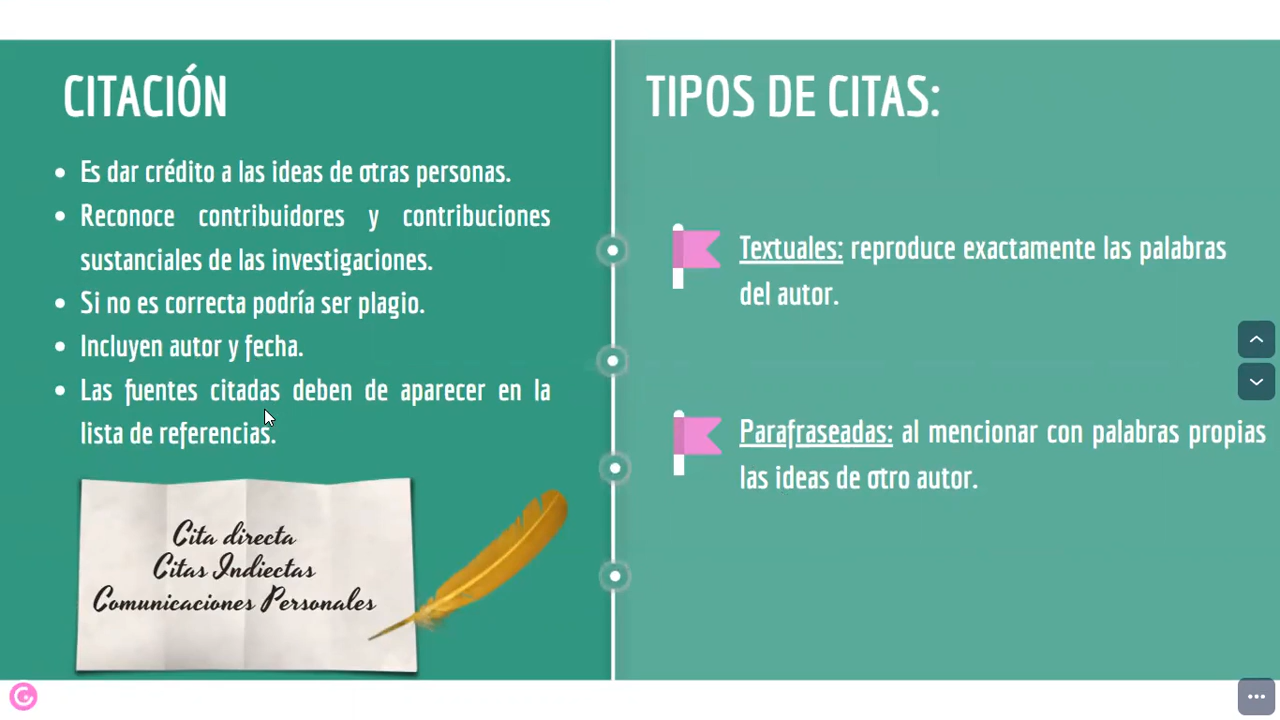 CITACIÓN
Es dar crédito a las ideas de otras personas.
Reconoce contribuidores y contribuciones
sustanciales de las investigaciones.
Si no es correcta podría ser plagio.
Incluyen autor y fecha.
Las fuentes citadas deben de aparecer en la
lista de referencias.
Cita directa
Citas Indiectas
Comunicaciones Personales
TIPOS DE CITAS:
Textuales: reproduce exactamente las palabras
del autor.
Parafraseadas: al mencionar con palabras propias
las ideas de otro autor.